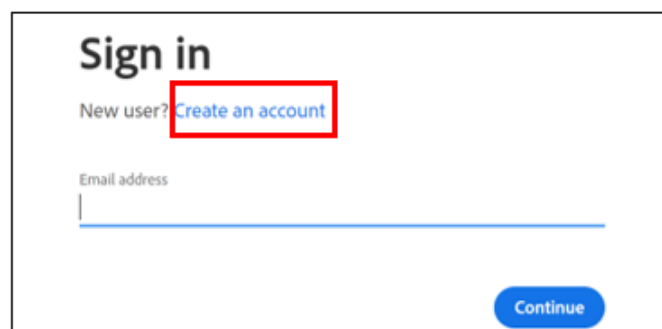 Sign in
New user? Create an account
Email address
Continue